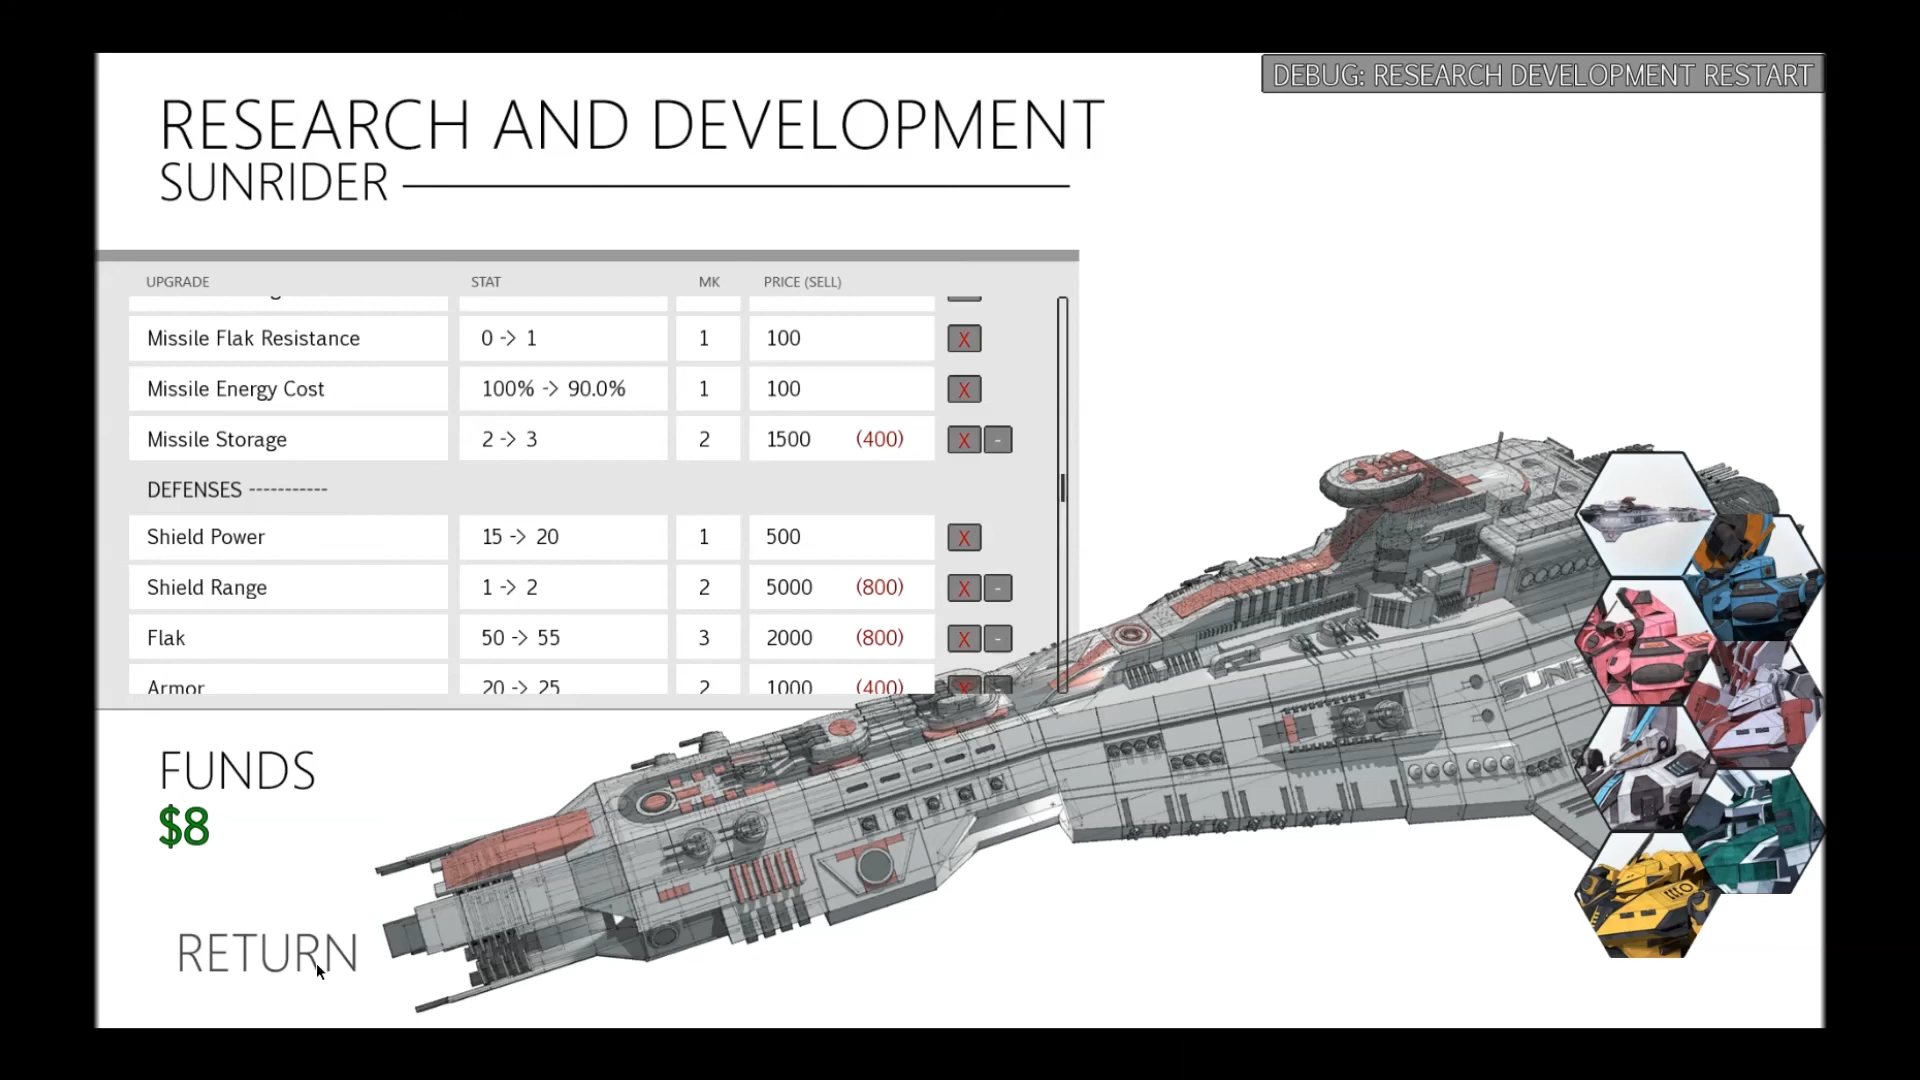 DEBUG: RESEARCH DEVELOPMENT RESTART
RESEARCH AND DEVELOPMENT
SUNRIDER
UPGRADE STAT MK PRICE (SELL)
Missile Flak Resistance 0 -> 1 1 100 X
Missile Energy Cost 100% -> 90.0% 1 100 X
Missile Storage 2 -> 3 2 1500 (400) X -
DEFENSES -----------
Shield Power 15 -> 20 1 500 X
Shield Range 1 -> 2 2 5000 (800) X -
Flak 50 -> 55 3 2000 (800) X -
Armor 20 -> 25 2 1000 (400) X
FUNDS
$8
RETURN